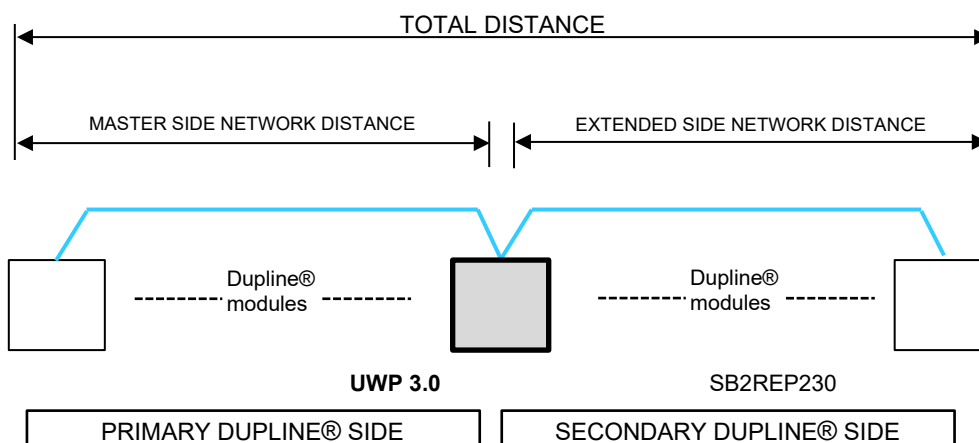 TOTAL DISTANCE
MASTER SIDE NETWORK DISTANCE
EXTENDED SIDE NETWORK DISTANCE
Dupline®
modules
Dupline®
modules
UWP 3.0
SB2REP230
PRIMARY DUPLINE® SIDE
SECONDARY DUPLINE® SIDE